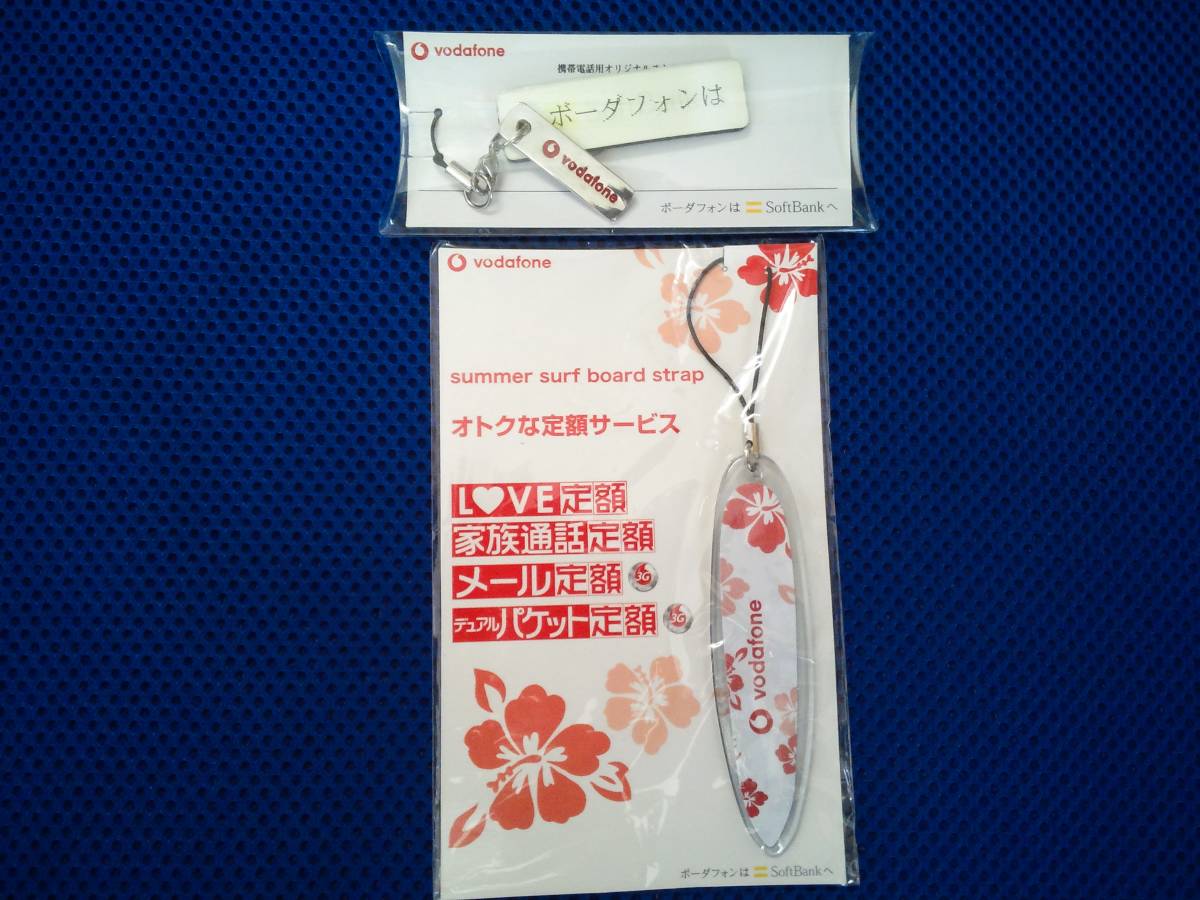 vodafone
携帯電話用オリジナルスト
ボーダフォンは
vodafone
ボーダフォンは SoftBankへ
vodafone
summer surf board strap
オトクな定額サービス
L♥VE定額
家族通話定額
メール定額 3G
デュアルパケット定額 3G
vodafone
ボーダフォンは SoftBankへ